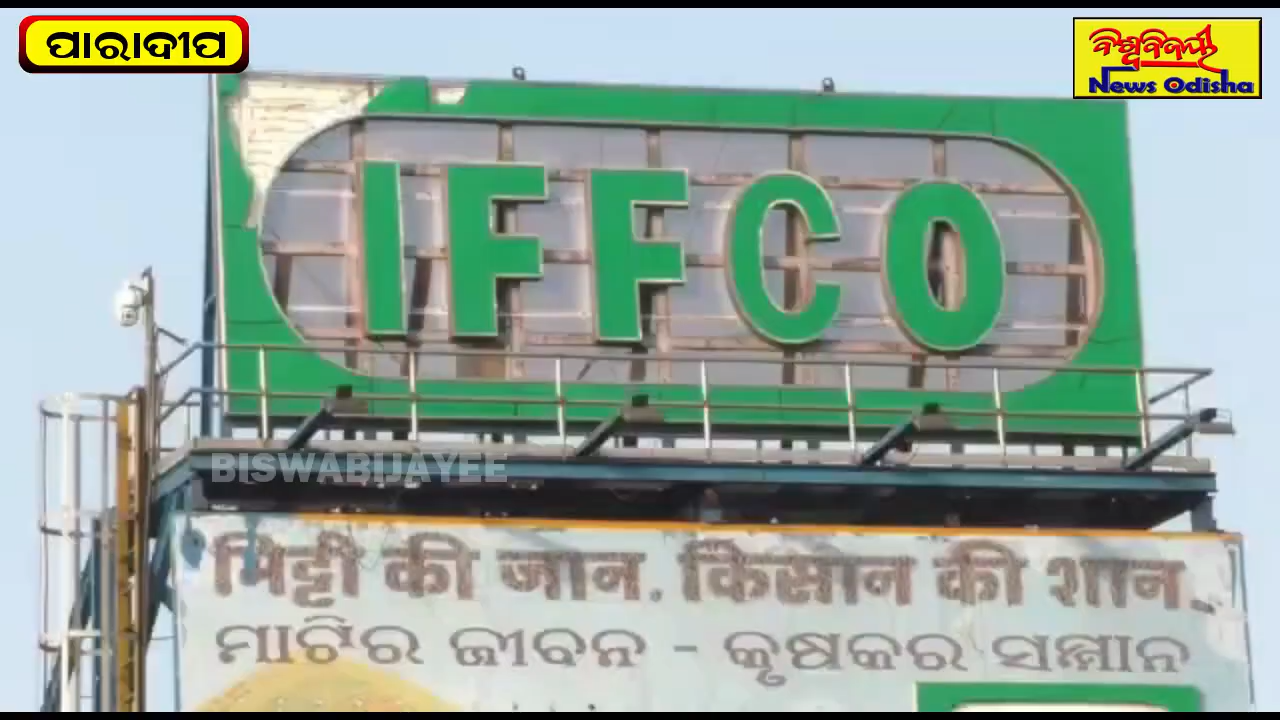 ପାରାଦୀପ
ବିଶ୍ୱବିଜୟୀ
News Odisha
IFFCO
BISWABIJAYEE
मिट्टी की जान. किसान की शान.
ମାଟିର ଜୀବନ - କୃଷକର ସମ୍ମାନ